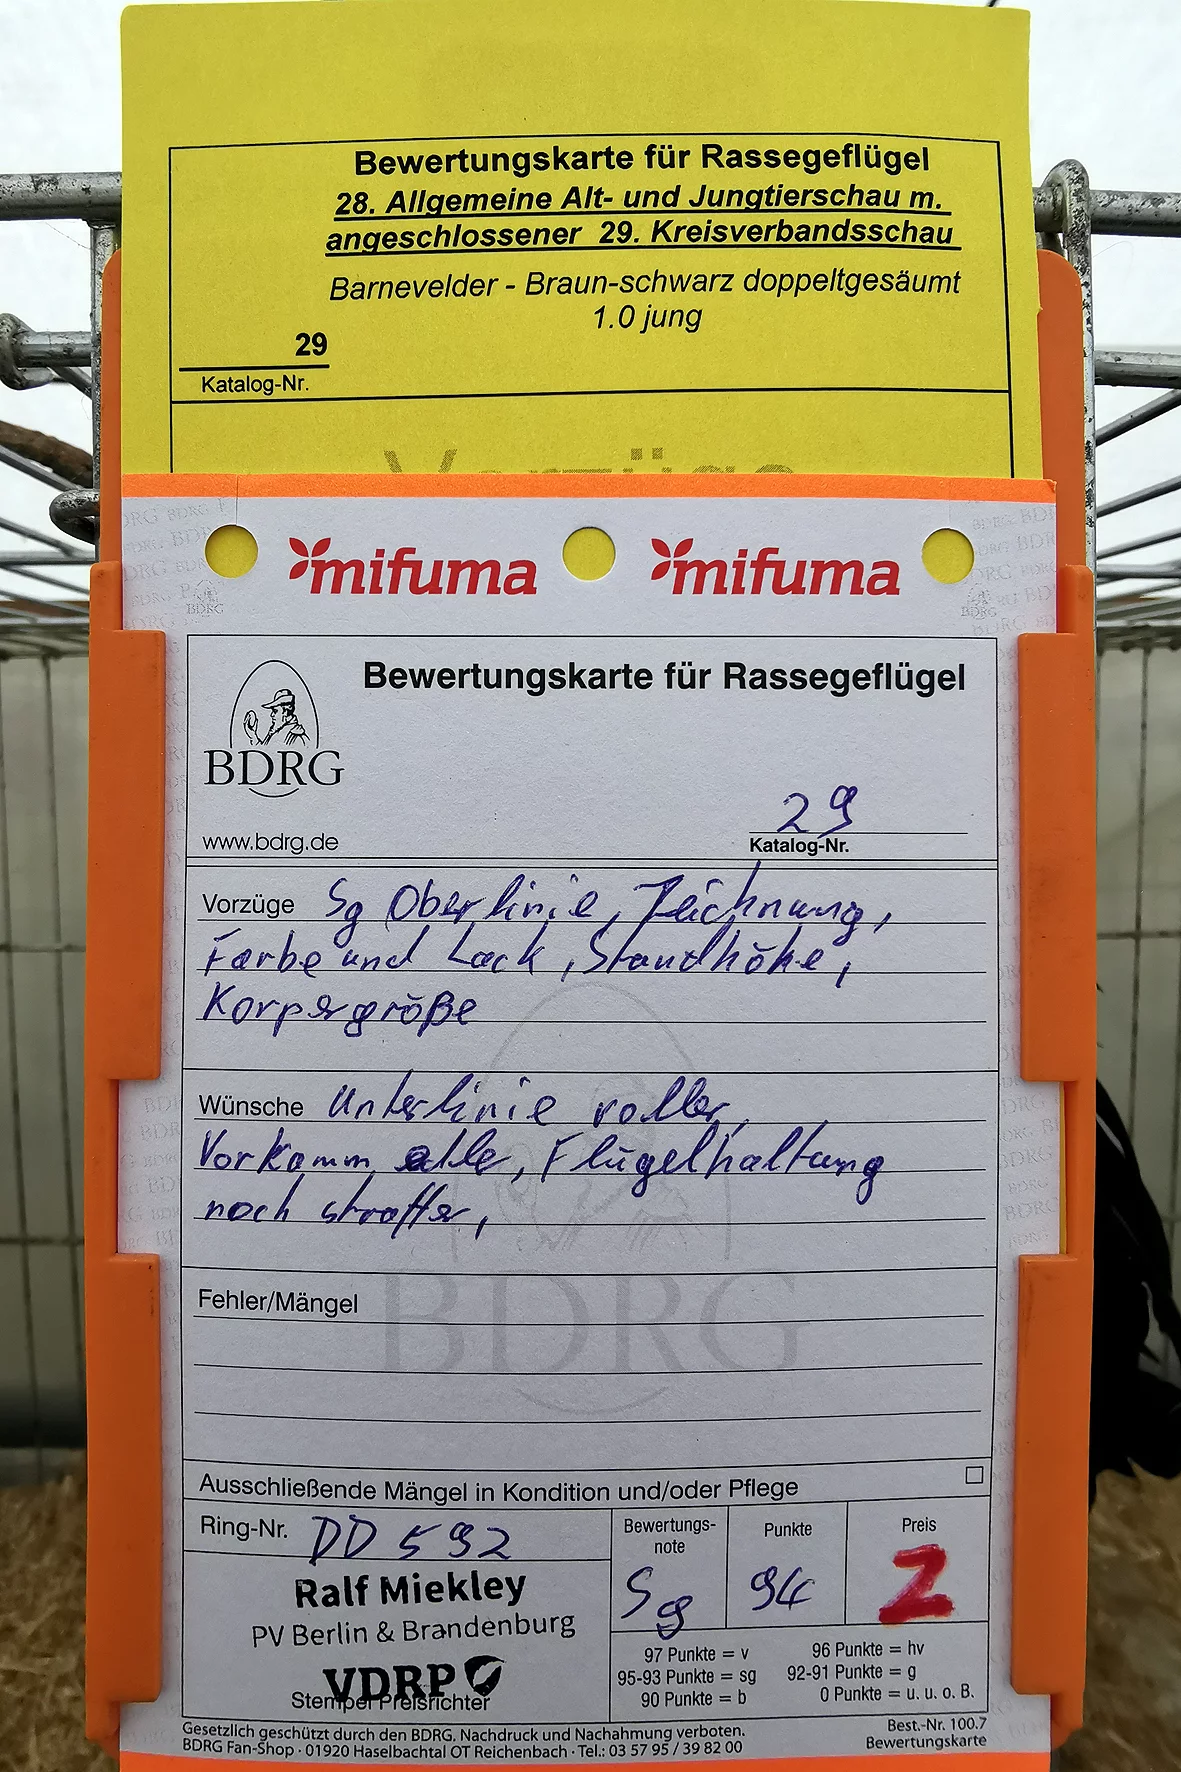 Bewertungskarte für Rassegeflügel
28. Allgemeine Alt- und Jungtierschau m.
angeschlossener 29. Kreisverbandsschau
Barnevelder - Braun-schwarz doppeltgesäumt
1.0 jung
29
Katalog-Nr.
Vorzüge
mifuma mifuma
Bewertungskarte für Rassegeflügel
BDRG
www.bdrg.de
29
Katalog-Nr.
Vorzüge Sg Oberlinie, Zeichnung,
Farbe und Lack, Standhöhe,
Korpergröße
Wünsche Unterlinie voller,
Vorkamm, Flügelhaltung
noch straffer,
BDRG
Fehler/Mängel
Ausschließende Mängel in Kondition und/oder Pflege
Ring-Nr. DD 592
Bewertungs-
note
Sg
Punkte
94
Preis
Z
Ralf Miekley
PV Berlin & Brandenburg
VDRP
Stempel Preisrichter
97 Punkte = v 96 Punkte = hv
95-93 Punkte = sg 92-91 Punkte = g
90 Punkte = b 0 Punkte = u. u. o. B.
Gesetzlich geschützt durch den BDRG. Nachdruck und Nachahmung verboten.
BDRG Fan-Shop · 01920 Haselbachtal OT Reichenbach · Tel.: 03 57 95 / 39 82 00
Best.-Nr. 100.7
Bewertungskarte